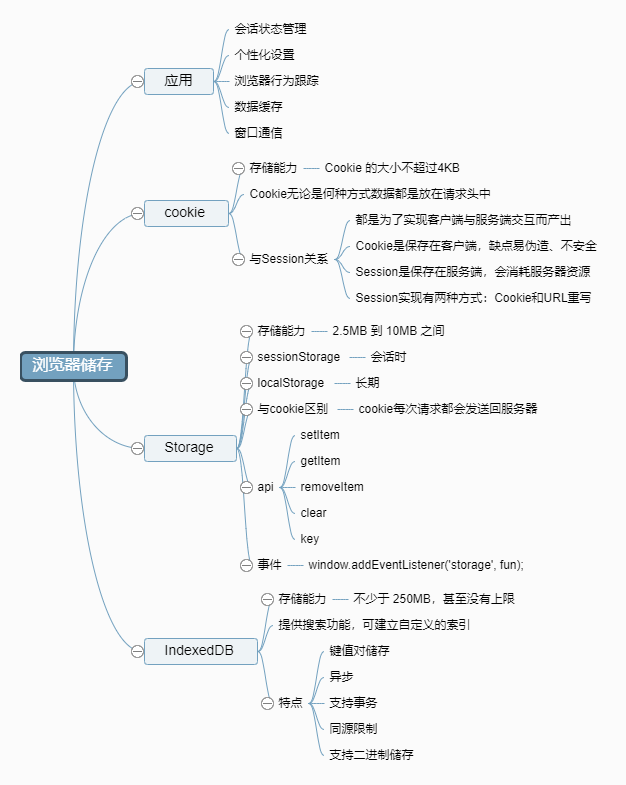 浏览器储存
应用
会话状态管理
个性化设置
浏览器行为跟踪
数据缓存
窗口通信
cookie
存储能力
Cookie 的大小不超过4KB
Cookie无论是何种方式数据都是放在请求头中
与Session关系
都是为了实现客户端与服务端交互而产出
Cookie是保存在客户端，缺点易伪造、不安全
Session是保存在服务端，会消耗服务器资源
Session实现有两种方式：Cookie和URL重写
Storage
存储能力
2.5MB 到 10MB 之间
sessionStorage
会话时
localStorage
长期
与cookie区别
cookie每次请求都会发送回服务器
api
setItem
getItem
removeItem
clear
key
事件
window.addEventListener('storage', fun);
IndexedDB
存储能力
不少于 250MB，甚至没有上限
提供搜索功能，可建立自定义的索引
特点
键值对储存
异步
支持事务
同源限制
支持二进制储存